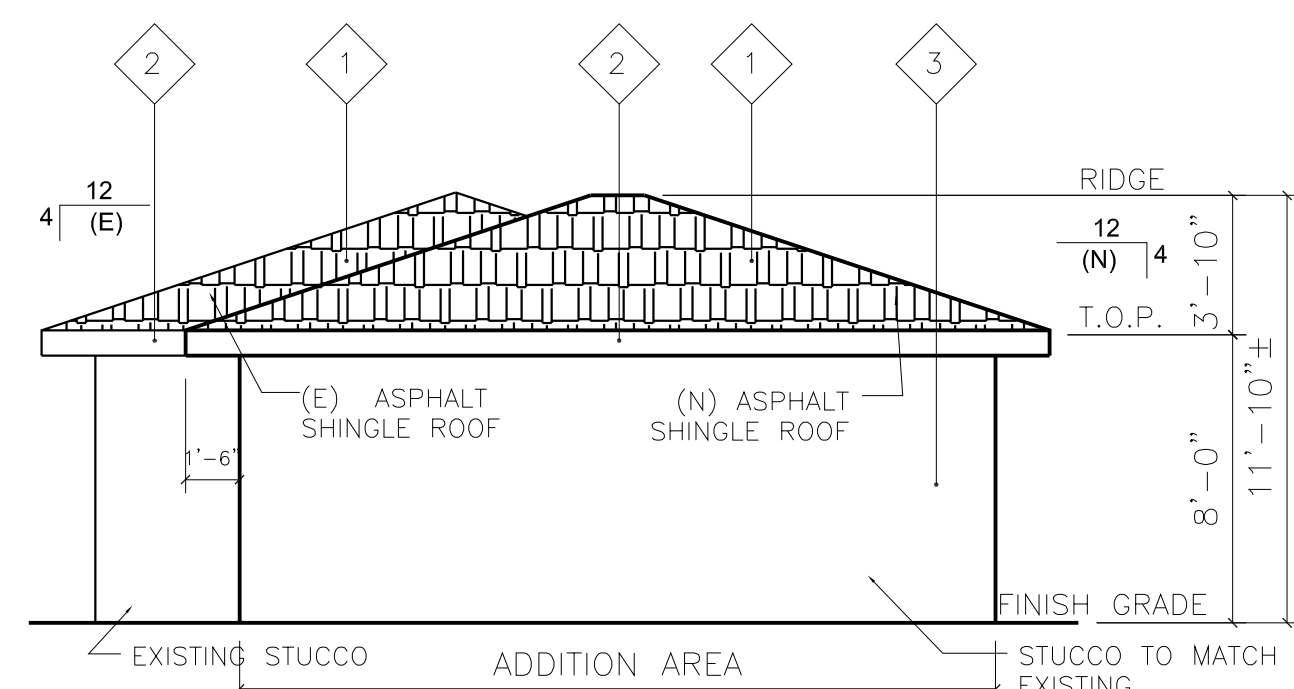 2
1
2
1
3
12
4
(E)
RIDGE
12
(N)
4
3'-10"
T.O.P.
11'-10"±
(E) ASPHALT
SHINGLE ROOF
(N) ASPHALT
SHINGLE ROOF
1'-6"
8'-0"
FINISH GRADE
EXISTING STUCCO
ADDITION AREA
STUCCO TO MATCH
EXISTING